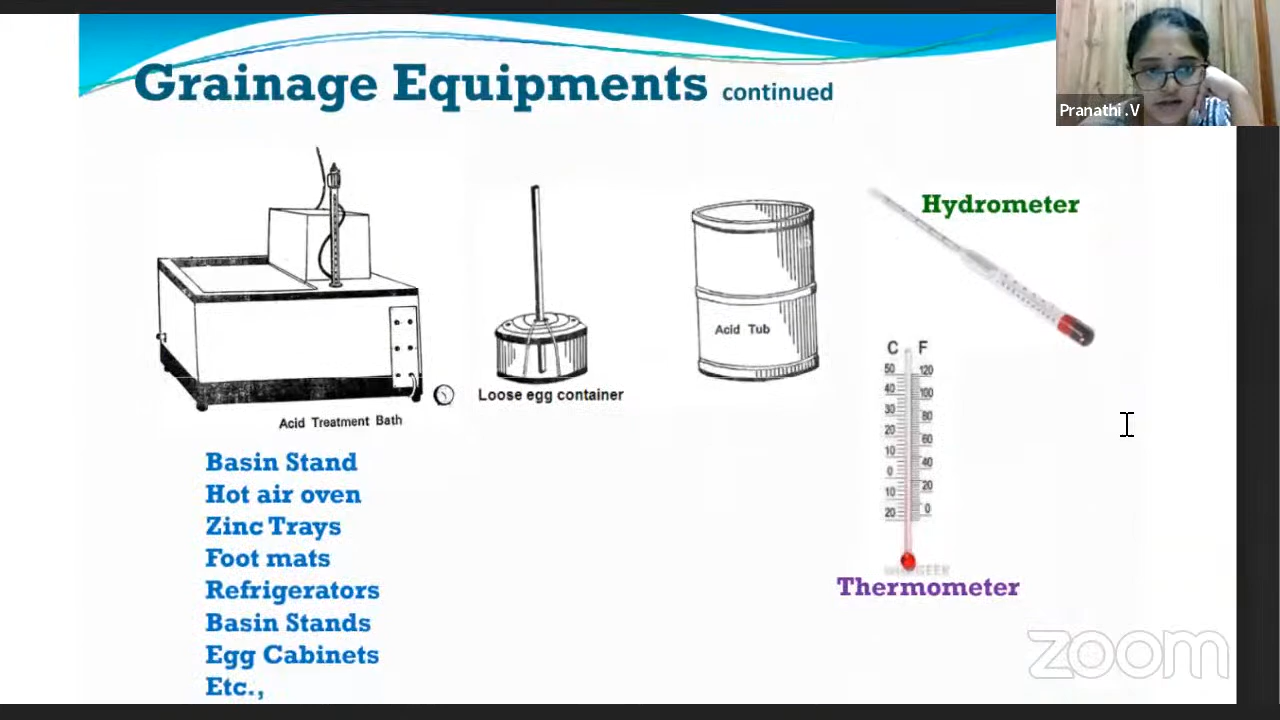 Grainage Equipments continued
Pranathi .V
Hydrometer
Acid Tub
C F
50 120
40 100
30 80
20 60
10 40
0 20
10 0
20
Loose egg container
Acid Treatment Bath
Basin Stand
Hot air oven
Zinc Trays
Foot mats
Refrigerators
Basin Stands
Egg Cabinets
Etc.,
Thermometer
zoom